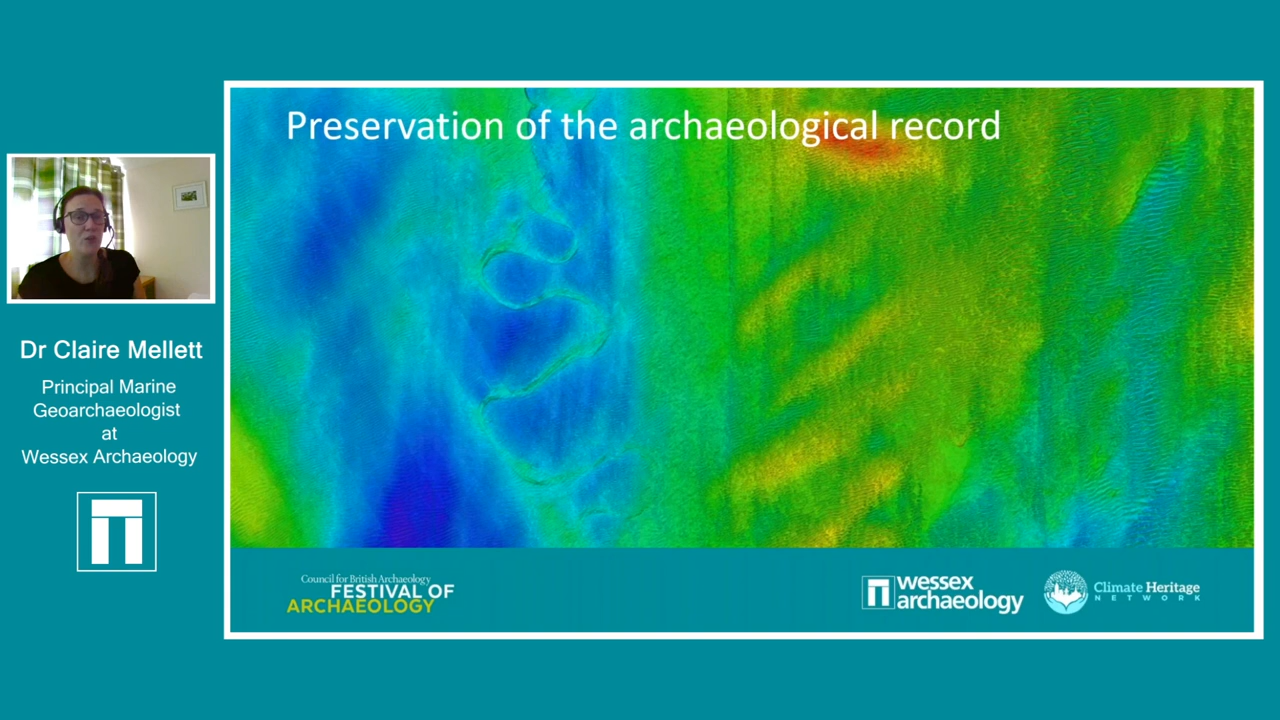 Preservation of the archaeological record
Dr Claire Mellett
Principal Marine
Geoarchaeologist
at
Wessex Archaeology
Council for British Archaeology
FESTIVAL OF
ARCHAEOLOGY
wessex
archaeology
Climate Heritage
NETWORK